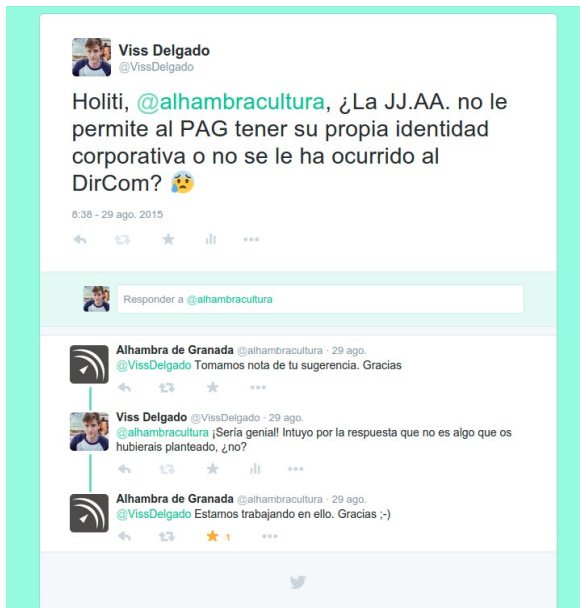 Viss Delgado
@VissDelgado
Holiti, @alhambracultura, ¿La JJ.AA. no le
permite al PAG tener su propia identidad
corporativa o no se le ha ocurrido al
DirCom? 😰
8:38 - 29 ago. 2015
Responder a @alhambracultura
Alhambra de Granada @alhambracultura · 29 ago.
@VissDelgado Tomamos nota de tu sugerencia. Gracias
Viss Delgado @VissDelgado · 29 ago.
@alhambracultura ¡Sería genial! Intuyo por la respuesta que no es algo que os
hubierais planteado, ¿no?
Alhambra de Granada @alhambracultura · 29 ago.
@VissDelgado Estamos trabajando en ello. Gracias ;-)
1